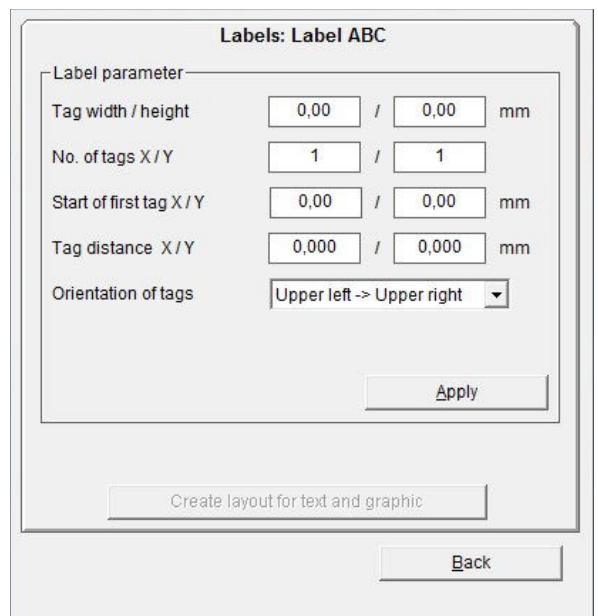 Labels: Label ABC
Label parameter
Tag width / height 0,00 / 0,00 mm
No. of tags X / Y 1 / 1
Start of first tag X / Y 0,00 / 0,00 mm
Tag distance X / Y 0,000 / 0,000 mm
Orientation of tags Upper left -> Upper right
Apply
Create layout for text and graphic
Back